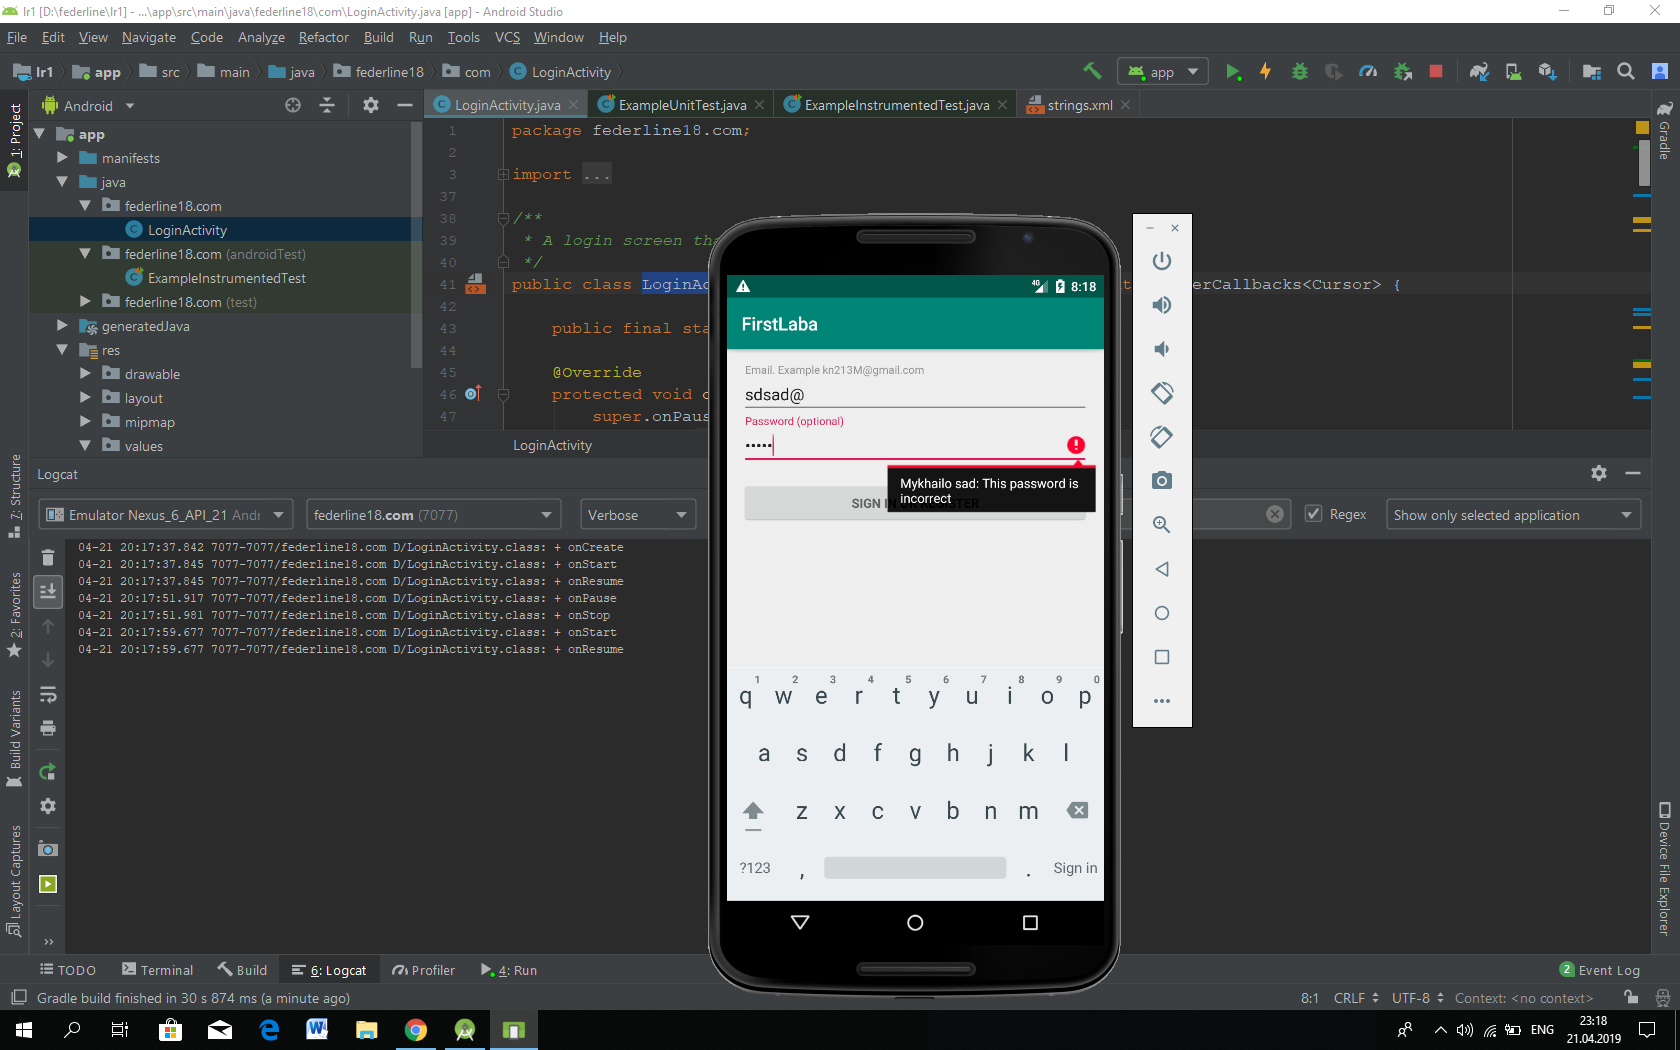 lr1 [D:\federline\lr1] - ...\app\src\main\java\federline18\com\LoginActivity.java [app] - Android Studio
File Edit View Navigate Code Analyze Refactor Build Run Tools VCS Window Help
lr1 app src main java federline18 com LoginActivity app
Android
LoginActivity.java ExampleUnitTest.java ExampleInstrumentedTest.java strings.xml
1: Project
7: Structure
2: Favorites
Build Variants
Layout Captures
app
manifests
java
federline18.com
LoginActivity
federline18.com (androidTest)
ExampleInstrumentedTest
federline18.com (test)
generatedJava
res
drawable
layout
mipmap
values
1 package federline18.com;
2
3 import ...
37
38 /**
39 * A login screen tha
40 */
41 public class LoginAc t erCallbacks<Cursor> {
42
43 public final sta
44
45 @Override
46 protected void o
47 super.onPaus
LoginActivity
Gradle
Device File Explorer
8:18
FirstLaba
Email. Example kn213M@gmail.com
sdsad@
Password (optional)
•••••
Mykhailo sad: This password is
incorrect
SIGN IN OR REGISTER
1 2 3 4 5 6 7 8 9 0
q w e r t y u i o p
a s d f g h j k l
z x c v b n m
?123 , . Sign in
Logcat
Emulator Nexus_6_API_21 Andr federline18.com (7077) Verbose Regex Show only selected application
04-21 20:17:37.842 7077-7077/federline18.com D/LoginActivity.class: + onCreate
04-21 20:17:37.845 7077-7077/federline18.com D/LoginActivity.class: + onStart
04-21 20:17:37.845 7077-7077/federline18.com D/LoginActivity.class: + onResume
04-21 20:17:51.917 7077-7077/federline18.com D/LoginActivity.class: + onPause
04-21 20:17:51.981 7077-7077/federline18.com D/LoginActivity.class: + onStop
04-21 20:17:59.677 7077-7077/federline18.com D/LoginActivity.class: + onStart
04-21 20:17:59.677 7077-7077/federline18.com D/LoginActivity.class: + onResume
TODO Terminal Build 6: Logcat Profiler 4: Run 2 Event Log
Gradle build finished in 30 s 874 ms (a minute ago) 8:1 CRLF UTF-8 Context: <no context>
ENG 23:18
21.04.2019